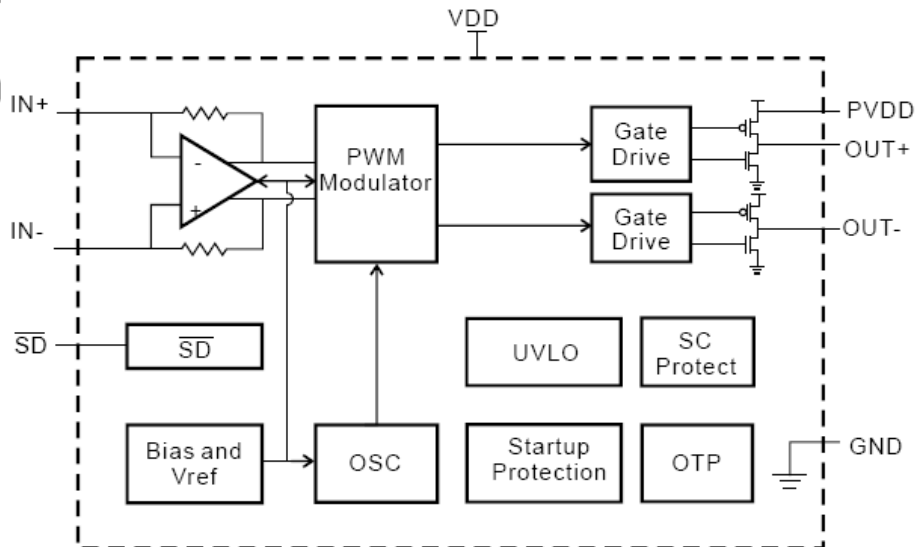 VDD
IN+
PWM
Modulator
Gate
Drive
PVDD
OUT+
-
+
IN-
Gate
Drive
OUT-
SD
SD
UVLO
SC
Protect
Bias and
Vref
OSC
Startup
Protection
OTP
GND